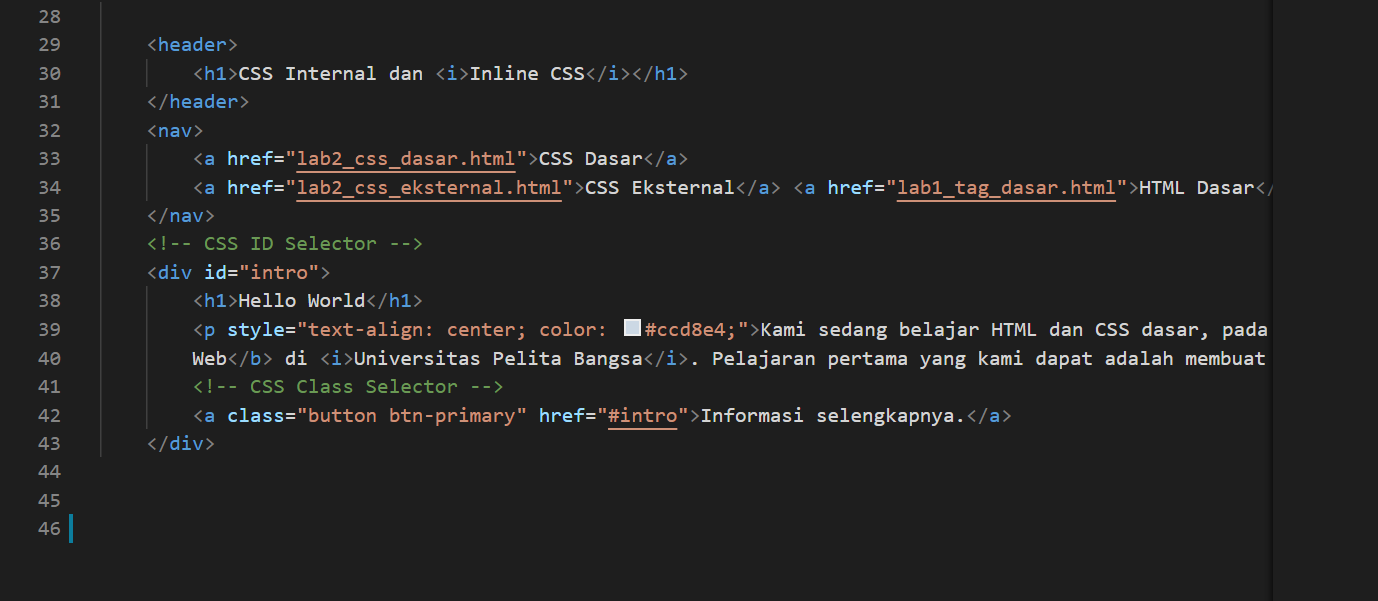 28
29 <header>
30 <h1>CSS Internal dan <i>Inline CSS</i></h1>
31 </header>
32 <nav>
33 <a href="lab2_css_dasar.html">CSS Dasar</a>
34 <a href="lab2_css_eksternal.html">CSS Eksternal</a> <a href="lab1_tag_dasar.html">HTML Dasar</
35 </nav>
36 <!-- CSS ID Selector -->
37 <div id="intro">
38 <h1>Hello World</h1>
39 <p style="text-align: center; color: #ccd8e4;">Kami sedang belajar HTML dan CSS dasar, pada
40 Web</b> di <i>Universitas Pelita Bangsa</i>. Pelajaran pertama yang kami dapat adalah membuat
41 <!-- CSS Class Selector -->
42 <a class="button btn-primary" href="#intro">Informasi selengkapnya.</a>
43 </div>
44
45
46